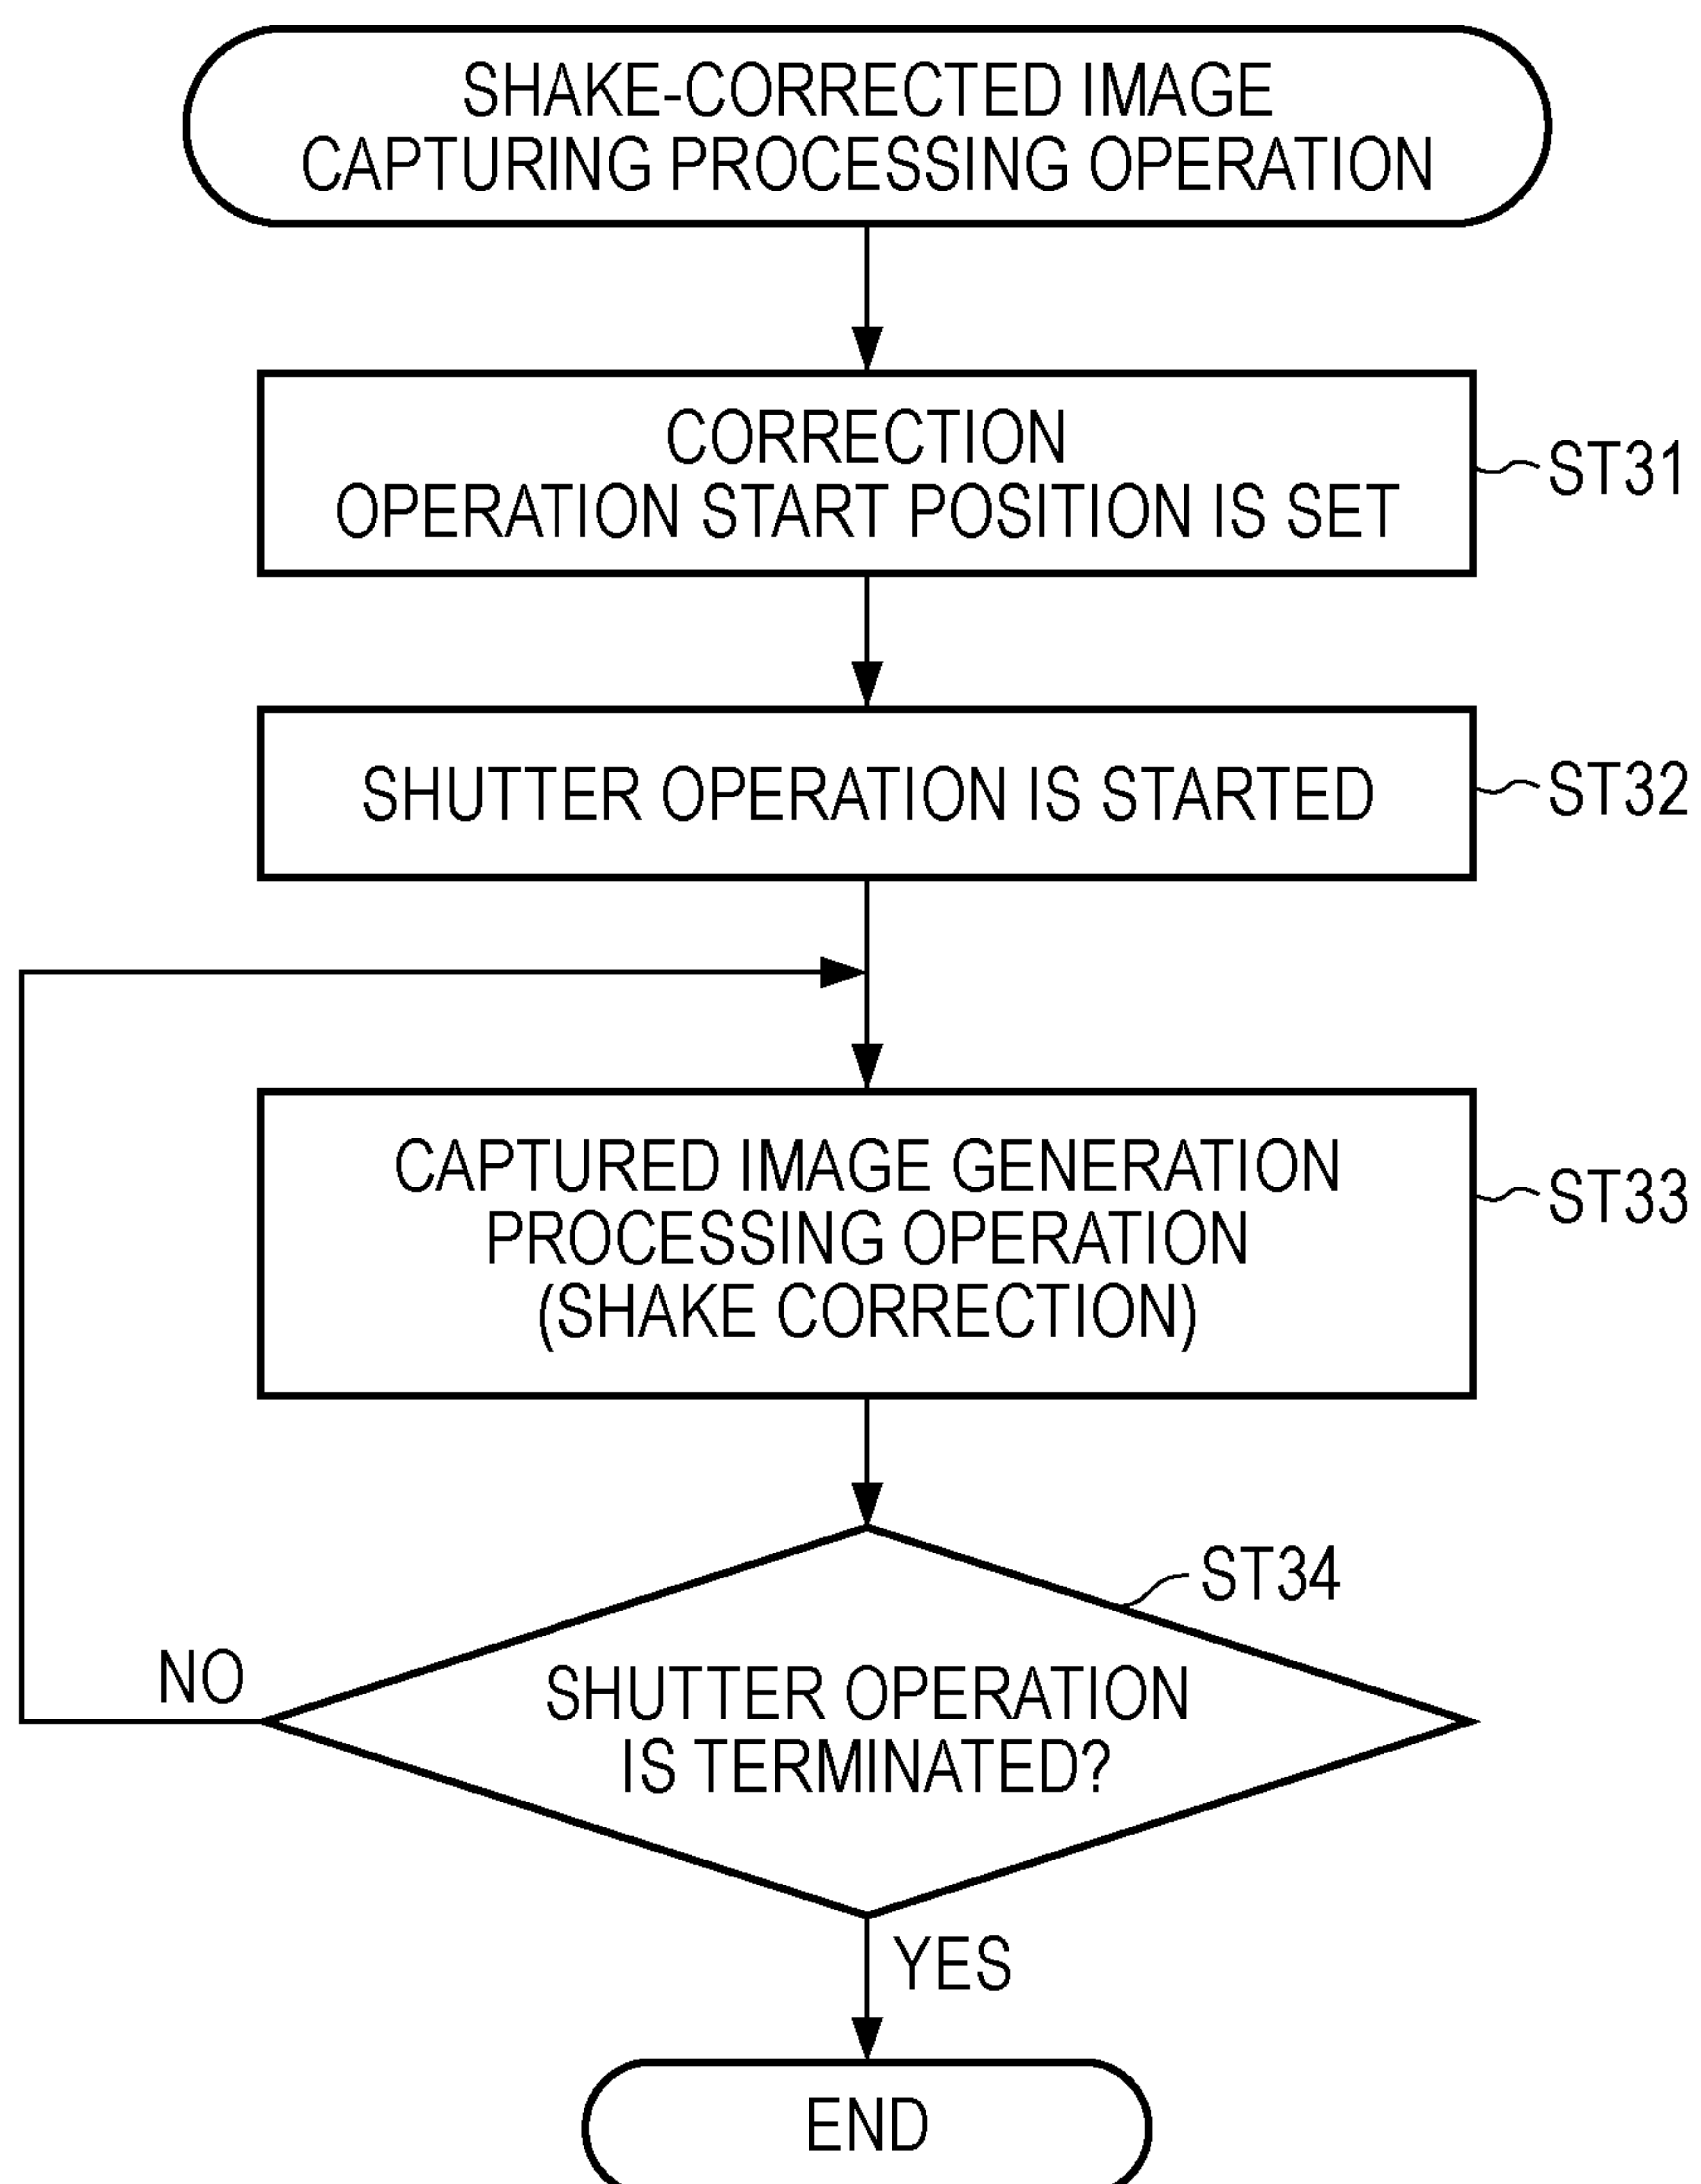 SHAKE-CORRECTED IMAGE
CAPTURING PROCESSING OPERATION
CORRECTION
OPERATION START POSITION IS SET
ST31
SHUTTER OPERATION IS STARTED
ST32
CAPTURED IMAGE GENERATION
PROCESSING OPERATION
(SHAKE CORRECTION)
ST33
ST34
NO
SHUTTER OPERATION
IS TERMINATED?
YES
END